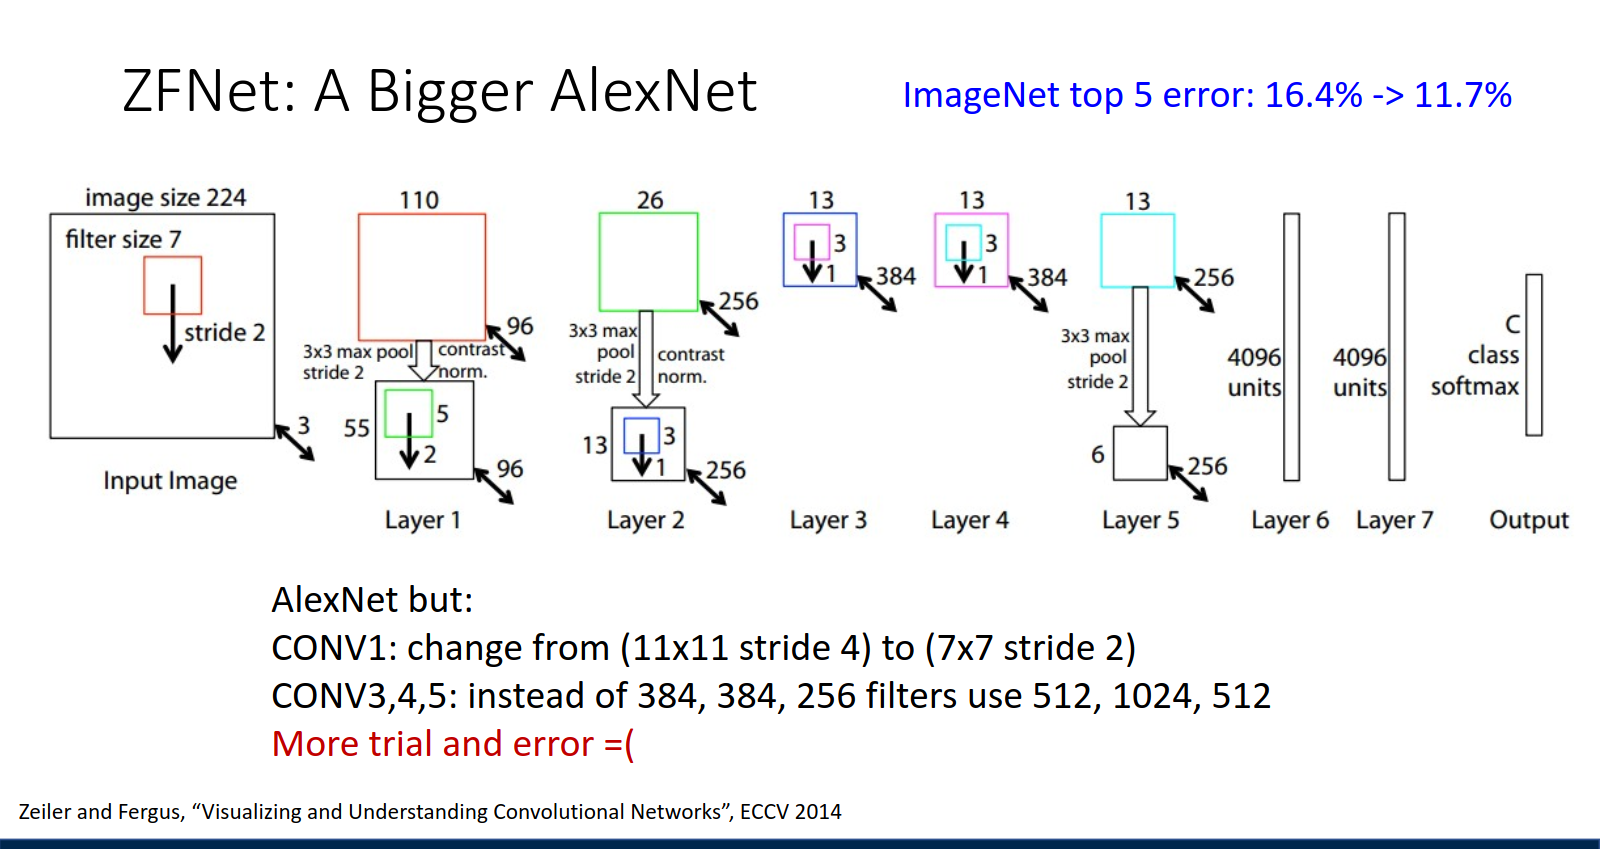 ZFNet: A Bigger AlexNet
ImageNet top 5 error: 16.4% -> 11.7%
image size 224
filter size 7
stride 2
3
Input Image
110
96
3x3 max pool
stride 2
contrast
norm.
55
5
2
96
Layer 1
26
256
3x3 max
pool
stride 2
contrast
norm.
13
3
1
256
Layer 2
13
3
1
384
Layer 3
13
3
1
384
Layer 4
13
256
3x3 max
pool
stride 2
6
256
Layer 5
4096
units
Layer 6
4096
units
Layer 7
C
class
softmax
Output
AlexNet but:
CONV1: change from (11x11 stride 4) to (7x7 stride 2)
CONV3,4,5: instead of 384, 384, 256 filters use 512, 1024, 512
More trial and error =(
Zeiler and Fergus, “Visualizing and Understanding Convolutional Networks”, ECCV 2014